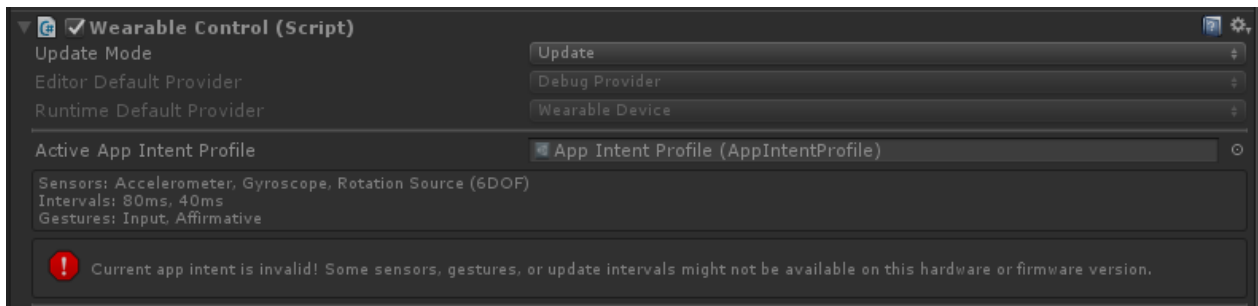 Wearable Control (Script)
Update Mode Update
Editor Default Provider Debug Provider
Runtime Default Provider Wearable Device
Active App Intent Profile App Intent Profile (AppIntentProfile)
Sensors: Accelerometer, Gyroscope, Rotation Source (6DOF)
Intervals: 80ms, 40ms
Gestures: Input, Affirmative
Current app intent is invalid! Some sensors, gestures, or update intervals might not be available on this hardware or firmware version.